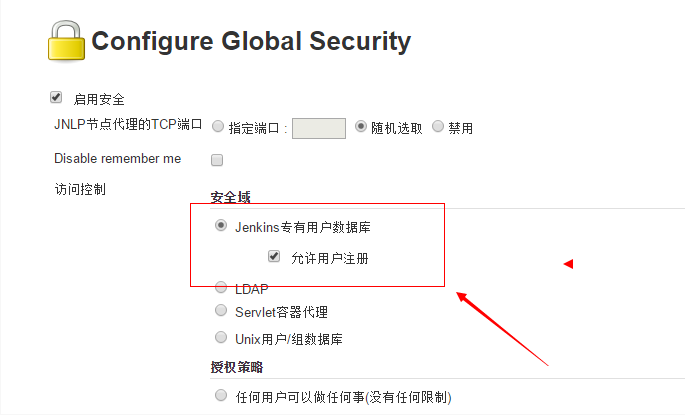 Configure Global Security
启用安全
JNLP节点代理的TCP端口 指定端口 : 随机选取 禁用
Disable remember me
访问控制
安全域
Jenkins专有用户数据库
允许用户注册
LDAP
Servlet容器代理
Unix用户/组数据库
授权策略
任何用户可以做任何事(没有任何限制)